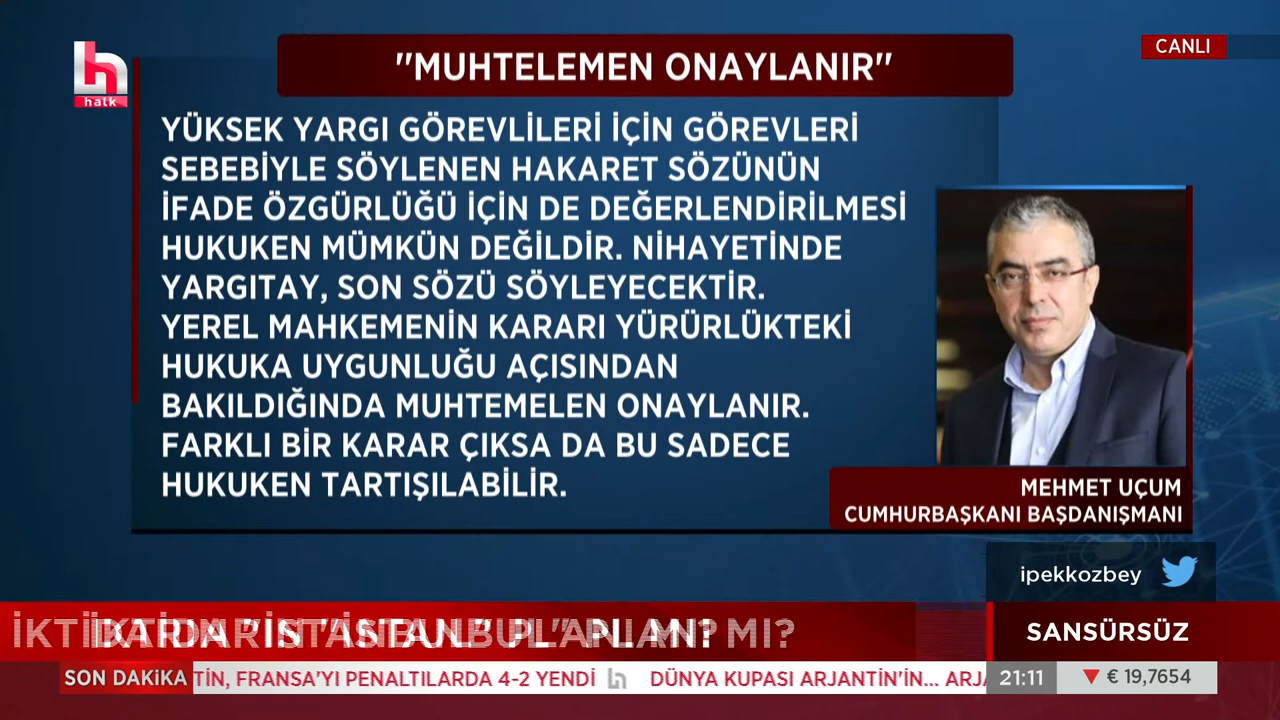 "MUHTELEMEN ONAYLANIR"
CANLI
halk
YÜKSEK YARGI GÖREVLİLERİ İÇİN GÖREVLERİ
SEBEBİYLE SÖYLENEN HAKARET SÖZÜNÜN
İFADE ÖZGÜRLÜĞÜ İÇİN DE DEĞERLENDİRİLMESİ
HUKUKEN MÜMKÜN DEĞİLDİR. NİHAYETİNDE
YARGITAY, SON SÖZÜ SÖYLEYECEKTİR.
YEREL MAHKEMENİN KARARI YÜRÜRLÜKTEKİ
HUKUKA UYGUNLUĞU AÇISINDAN
BAKILDIĞINDA MUHTEMELEN ONAYLANIR.
FARKLI BİR KARAR ÇIKSA DA BU SADECE
HUKUKEN TARTIŞILABİLİR.
MEHMET UÇUM
CUMHURBAŞKANI BAŞDANIŞMANI
ipekkozbey
SANSÜRSÜZ
SON DAKİKA
TİN, FRANSA'YI PENALTILARDA 4-2 YENDİ h DÜNYA KUPASI ARJANTİN'İN... ARJA
21:11
▼ € 19,7654